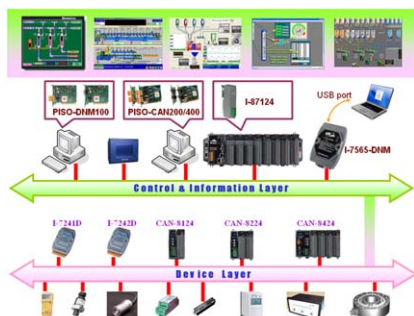 I-87124
USB port
PISO-DNM100
PISO-CAN200/400
I-7565-DNM
Control & Information Layer
I-7241D
I-7242D
CAN-8124
CAN-8224
CAN-8424
Device Layer